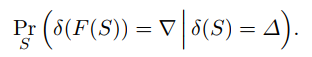 Pr_S (δ(F(S)) = ∇ | δ(S) = Δ).